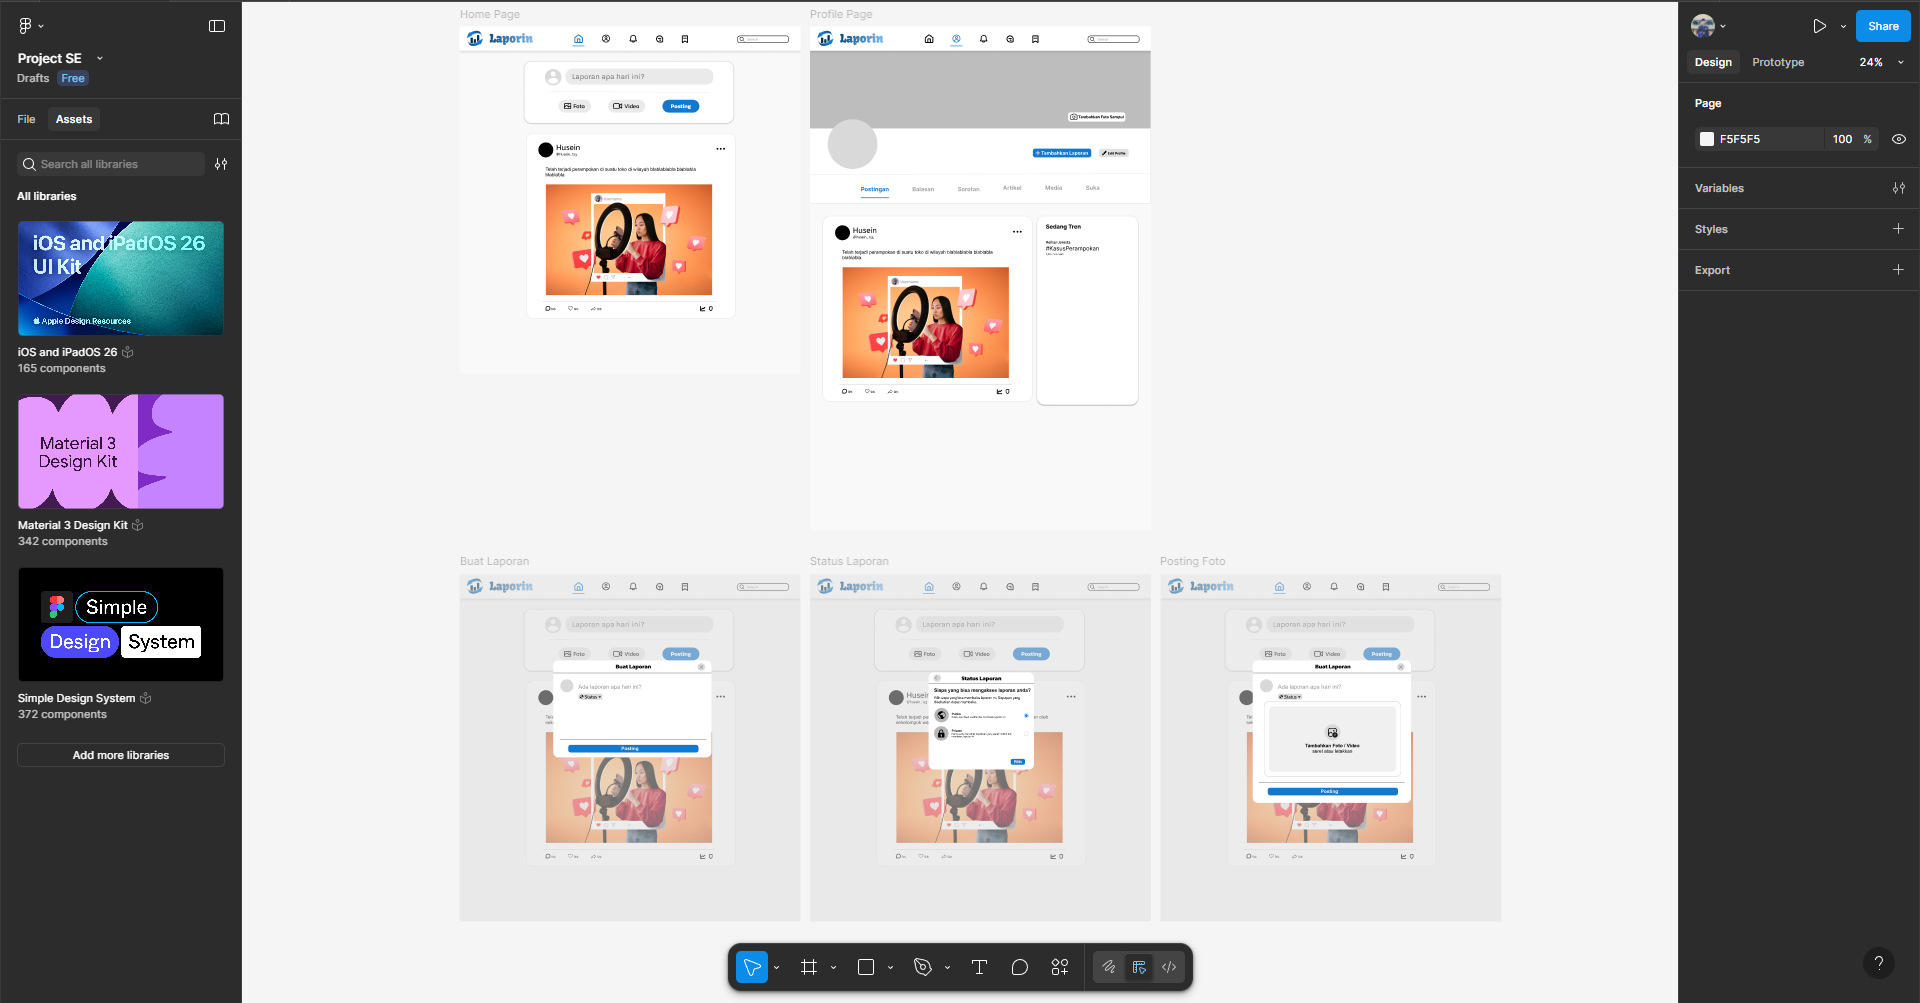 Project SE
Drafts
Free
File
Assets
Search all libraries
All libraries
iOS and iPadOS 26
UI Kit
Apple Design Resources
iOS and iPadOS 26
165 components
Material 3
Design Kit
Material 3 Design Kit
342 components
Simple
Design System
Simple Design System
372 components
Add more libraries
Home Page
Laporin
Laporan apa hari ini?
Foto
Video
Posting
Husein
Telah terjadi perampokan di suatu toko di wilayah blablablabla blablabla
blablabla
Profile Page
Laporin
Tambahkan Foto Sampul
+ Tambahkan Laporan
Edit Profile
Postingan
Balasan
Sorotan
Artikel
Media
Suka
Husein
Telah terjadi perampokan di suatu toko di wilayah blablablabla blablabla
blablabla
Sedang Tren
#KasusPerampokan
Buat Laporan
Laporin
Laporan apa hari ini?
Foto
Video
Posting
Buat Laporan
Ada laporan apa hari ini?
Status
Posting
Status Laporan
Laporin
Laporan apa hari ini?
Foto
Video
Posting
Husein
Status Laporan
Siapa yang bisa mengakses laporan anda?
Posting Foto
Laporin
Laporan apa hari ini?
Foto
Video
Posting
Buat Laporan
Ada laporan apa hari ini?
Status
Tambahkan Foto / Video
seret atau letakkan
Posting
Share
Design
Prototype
24%
Page
F5F5F5
100 %
Variables
Styles
Export
?